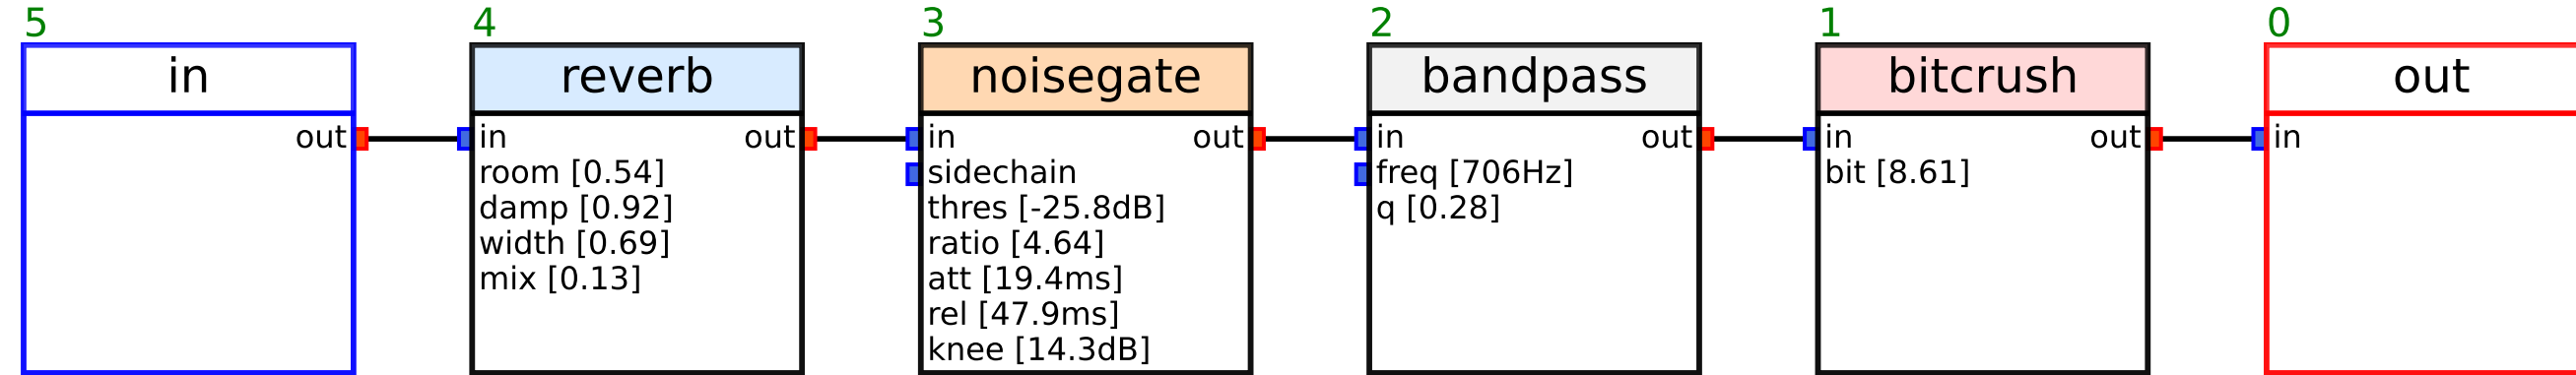 5
in
out
4
reverb
in out
room [0.54]
damp [0.92]
width [0.69]
mix [0.13]
3
noisegate
in out
sidechain
thres [-25.8dB]
ratio [4.64]
att [19.4ms]
rel [47.9ms]
knee [14.3dB]
2
bandpass
in out
freq [706Hz]
q [0.28]
1
bitcrush
in out
bit [8.61]
0
out
in